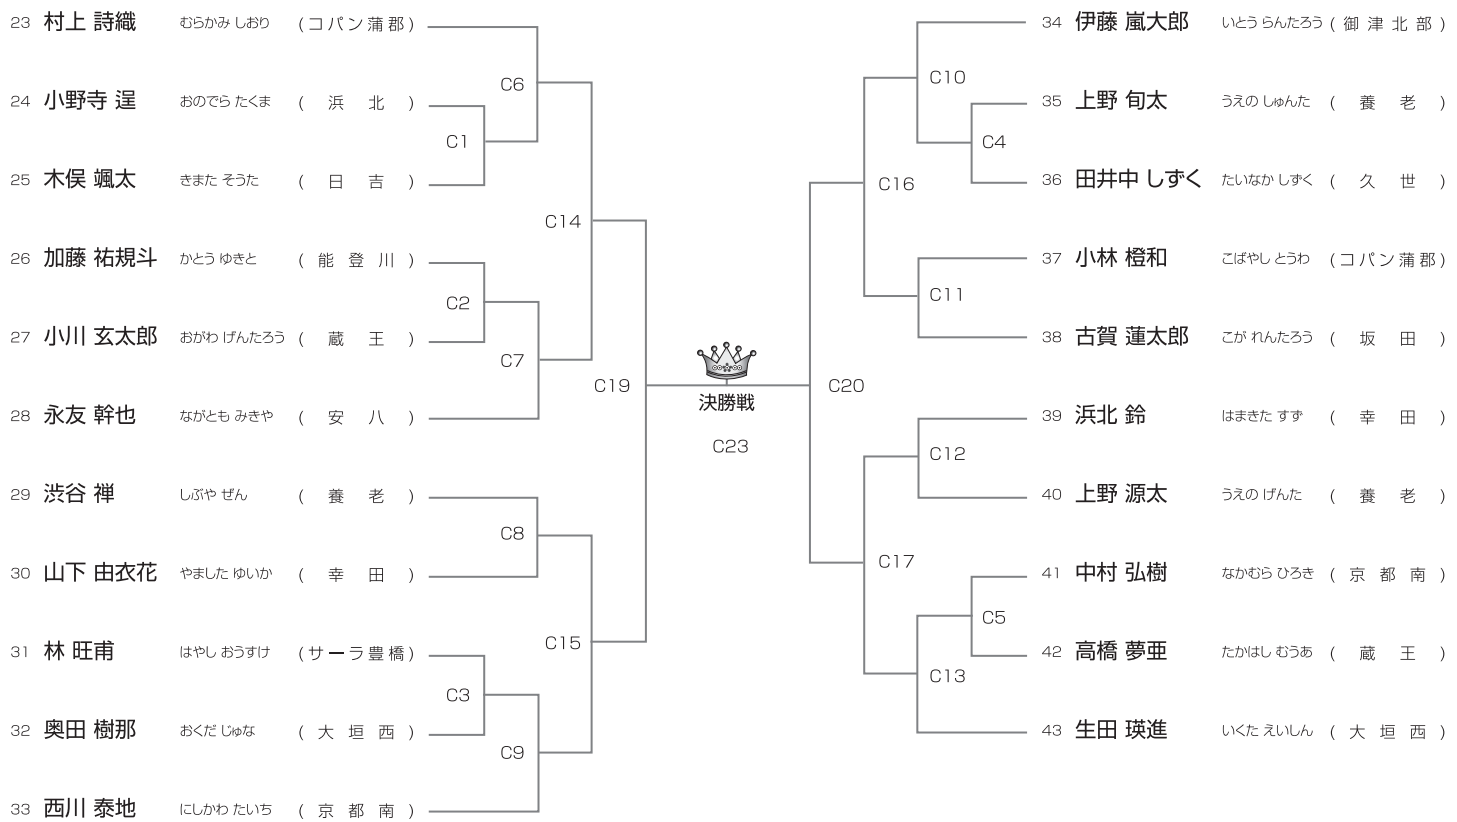 23 村上 詩織 むらかみ しおり (コパン蒲郡)
C6
24 小野寺 逞 おのでら たくま (浜北)
C1
25 木俣 颯太 きまた そうた (日吉)
C14
26 加藤 祐規斗 かとう ゆきと (能登川)
C2
27 小川 玄太郎 おがわ げんたろう (蔵王)
C7
28 永友 幹也 ながとも みきや (安八)
C19
29 渋谷 禅 しぶや ぜん (養老)
C8
30 山下 由衣花 やました ゆいか (幸田)
C15
31 林 旺甫 はやし おうすけ (サーラ豊橋)
C3
32 奥田 樹那 おくだ じゅな (大垣西)
C9
33 西川 泰地 にしかわ たいち (京都南)
決勝戦
C23
34 伊藤 嵐大郎 いとう らんたろう (御津北部)
C10
35 上野 旬太 うえの しゅんた (養老)
C4
36 田井中 しずく たいなか しずく (久世)
C16
37 小林 橙和 こばやし とうわ (コパン蒲郡)
C11
38 古賀 蓮太郎 こが れんたろう (坂田)
C20
39 浜北 鈴 はまきた すず (幸田)
C12
40 上野 源太 うえの げんた (養老)
C17
41 中村 弘樹 なかむら ひろき (京都南)
C5
42 高橋 夢亜 たかはし むうあ (蔵王)
C13
43 生田 瑛進 いくた えいしん (大垣西)